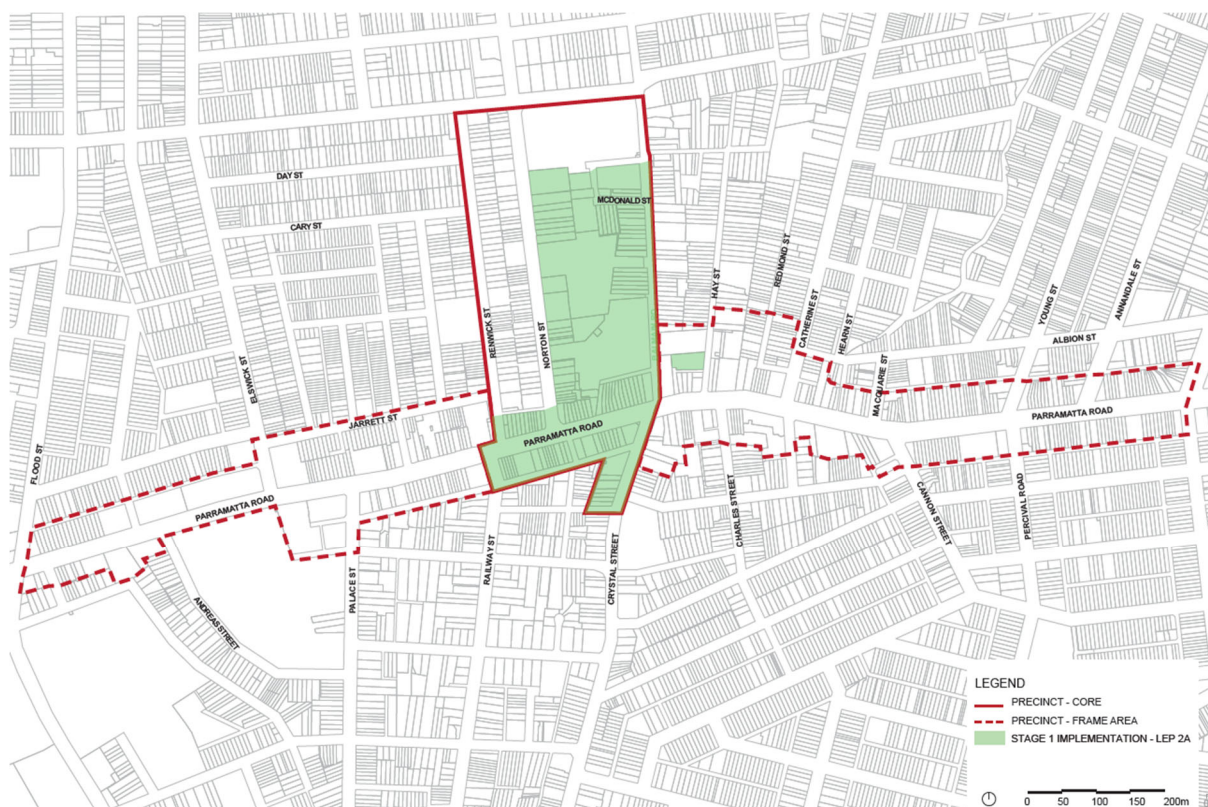 DAY ST
MCDONALD ST
CARY ST
HAY ST
REDMOND ST
YOUNG ST
ANNANDALE ST
RENWICK ST
NORTON ST
CATHERINE ST
HEARN ST
ALBION ST
ELSWICK ST
MACQUARIE ST
JARRETT ST
PARRAMATTA ROAD
PARRAMATTA ROAD
FLOOD ST
PARRAMATTA ROAD
CHARLES STREET
CANNON STREET
PERCIVAL ROAD
RAILWAY ST
CRYSTAL STREET
PALACE ST
ANDREAS STREET
LEGEND
PRECINCT - CORE
PRECINCT - FRAME AREA
STAGE 1 IMPLEMENTATION - LEP 2A
0 50 100 150 200m